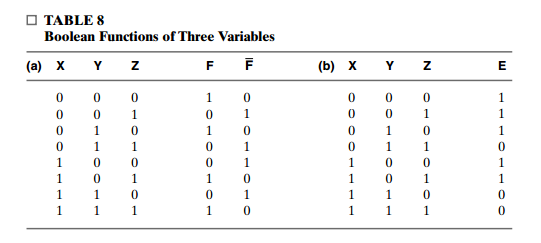 □ TABLE 8
Boolean Functions of Three Variables
(a) X Y Z F F̅ (b) X Y Z E
0 0 0 1 0 0 0 0 1
0 0 1 0 1 0 0 1 1
0 1 0 1 0 0 1 0 1
0 1 1 0 1 0 1 1 0
1 0 0 0 1 1 0 0 1
1 0 1 1 0 1 0 1 1
1 1 0 0 1 1 1 0 0
1 1 1 1 0 1 1 1 0